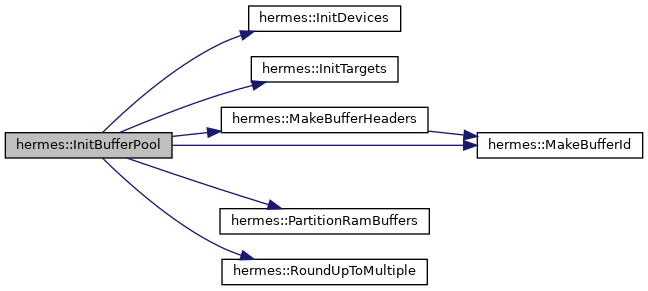 hermes::InitDevices
hermes::InitTargets
hermes::MakeBufferHeaders
hermes::InitBufferPool
hermes::MakeBufferId
hermes::PartitionRamBuffers
hermes::RoundUpToMultiple